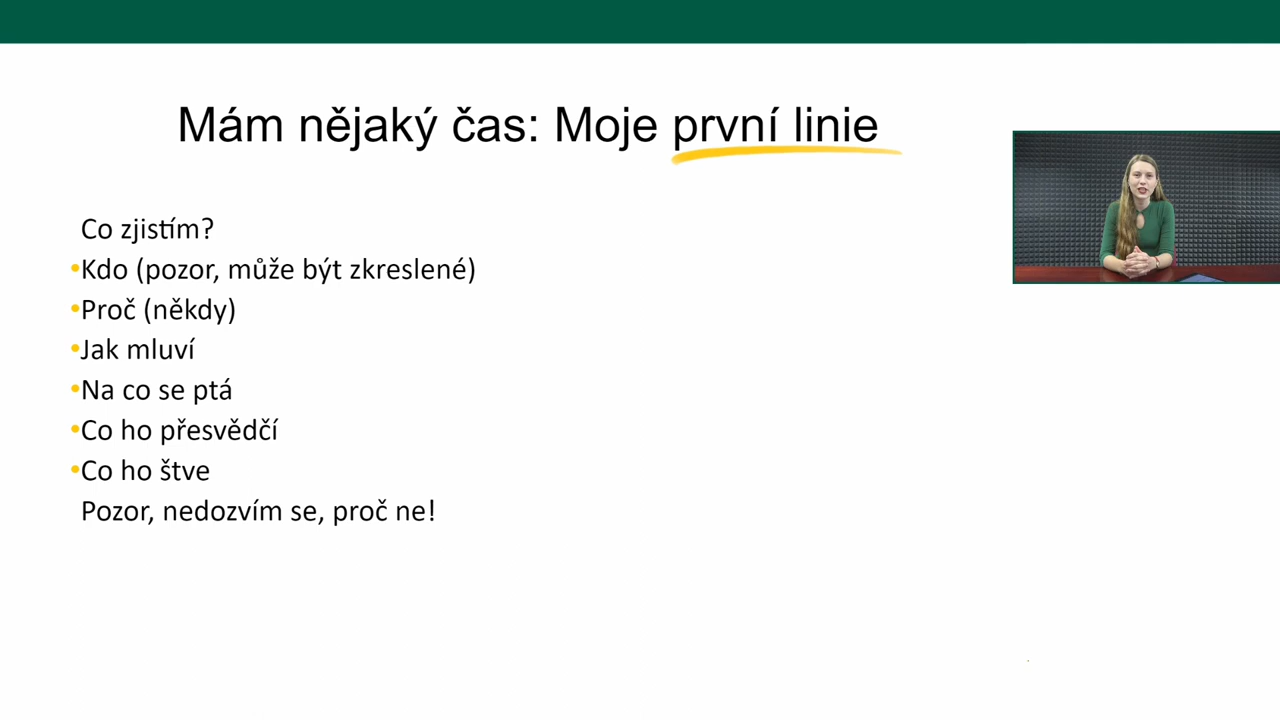 Mám nějaký čas: Moje první linie
Co zjistím?
•Kdo (pozor, může být zkreslené)
•Proč (někdy)
•Jak mluví
•Na co se ptá
•Co ho přesvědčí
•Co ho štve
Pozor, nedozvím se, proč ne!